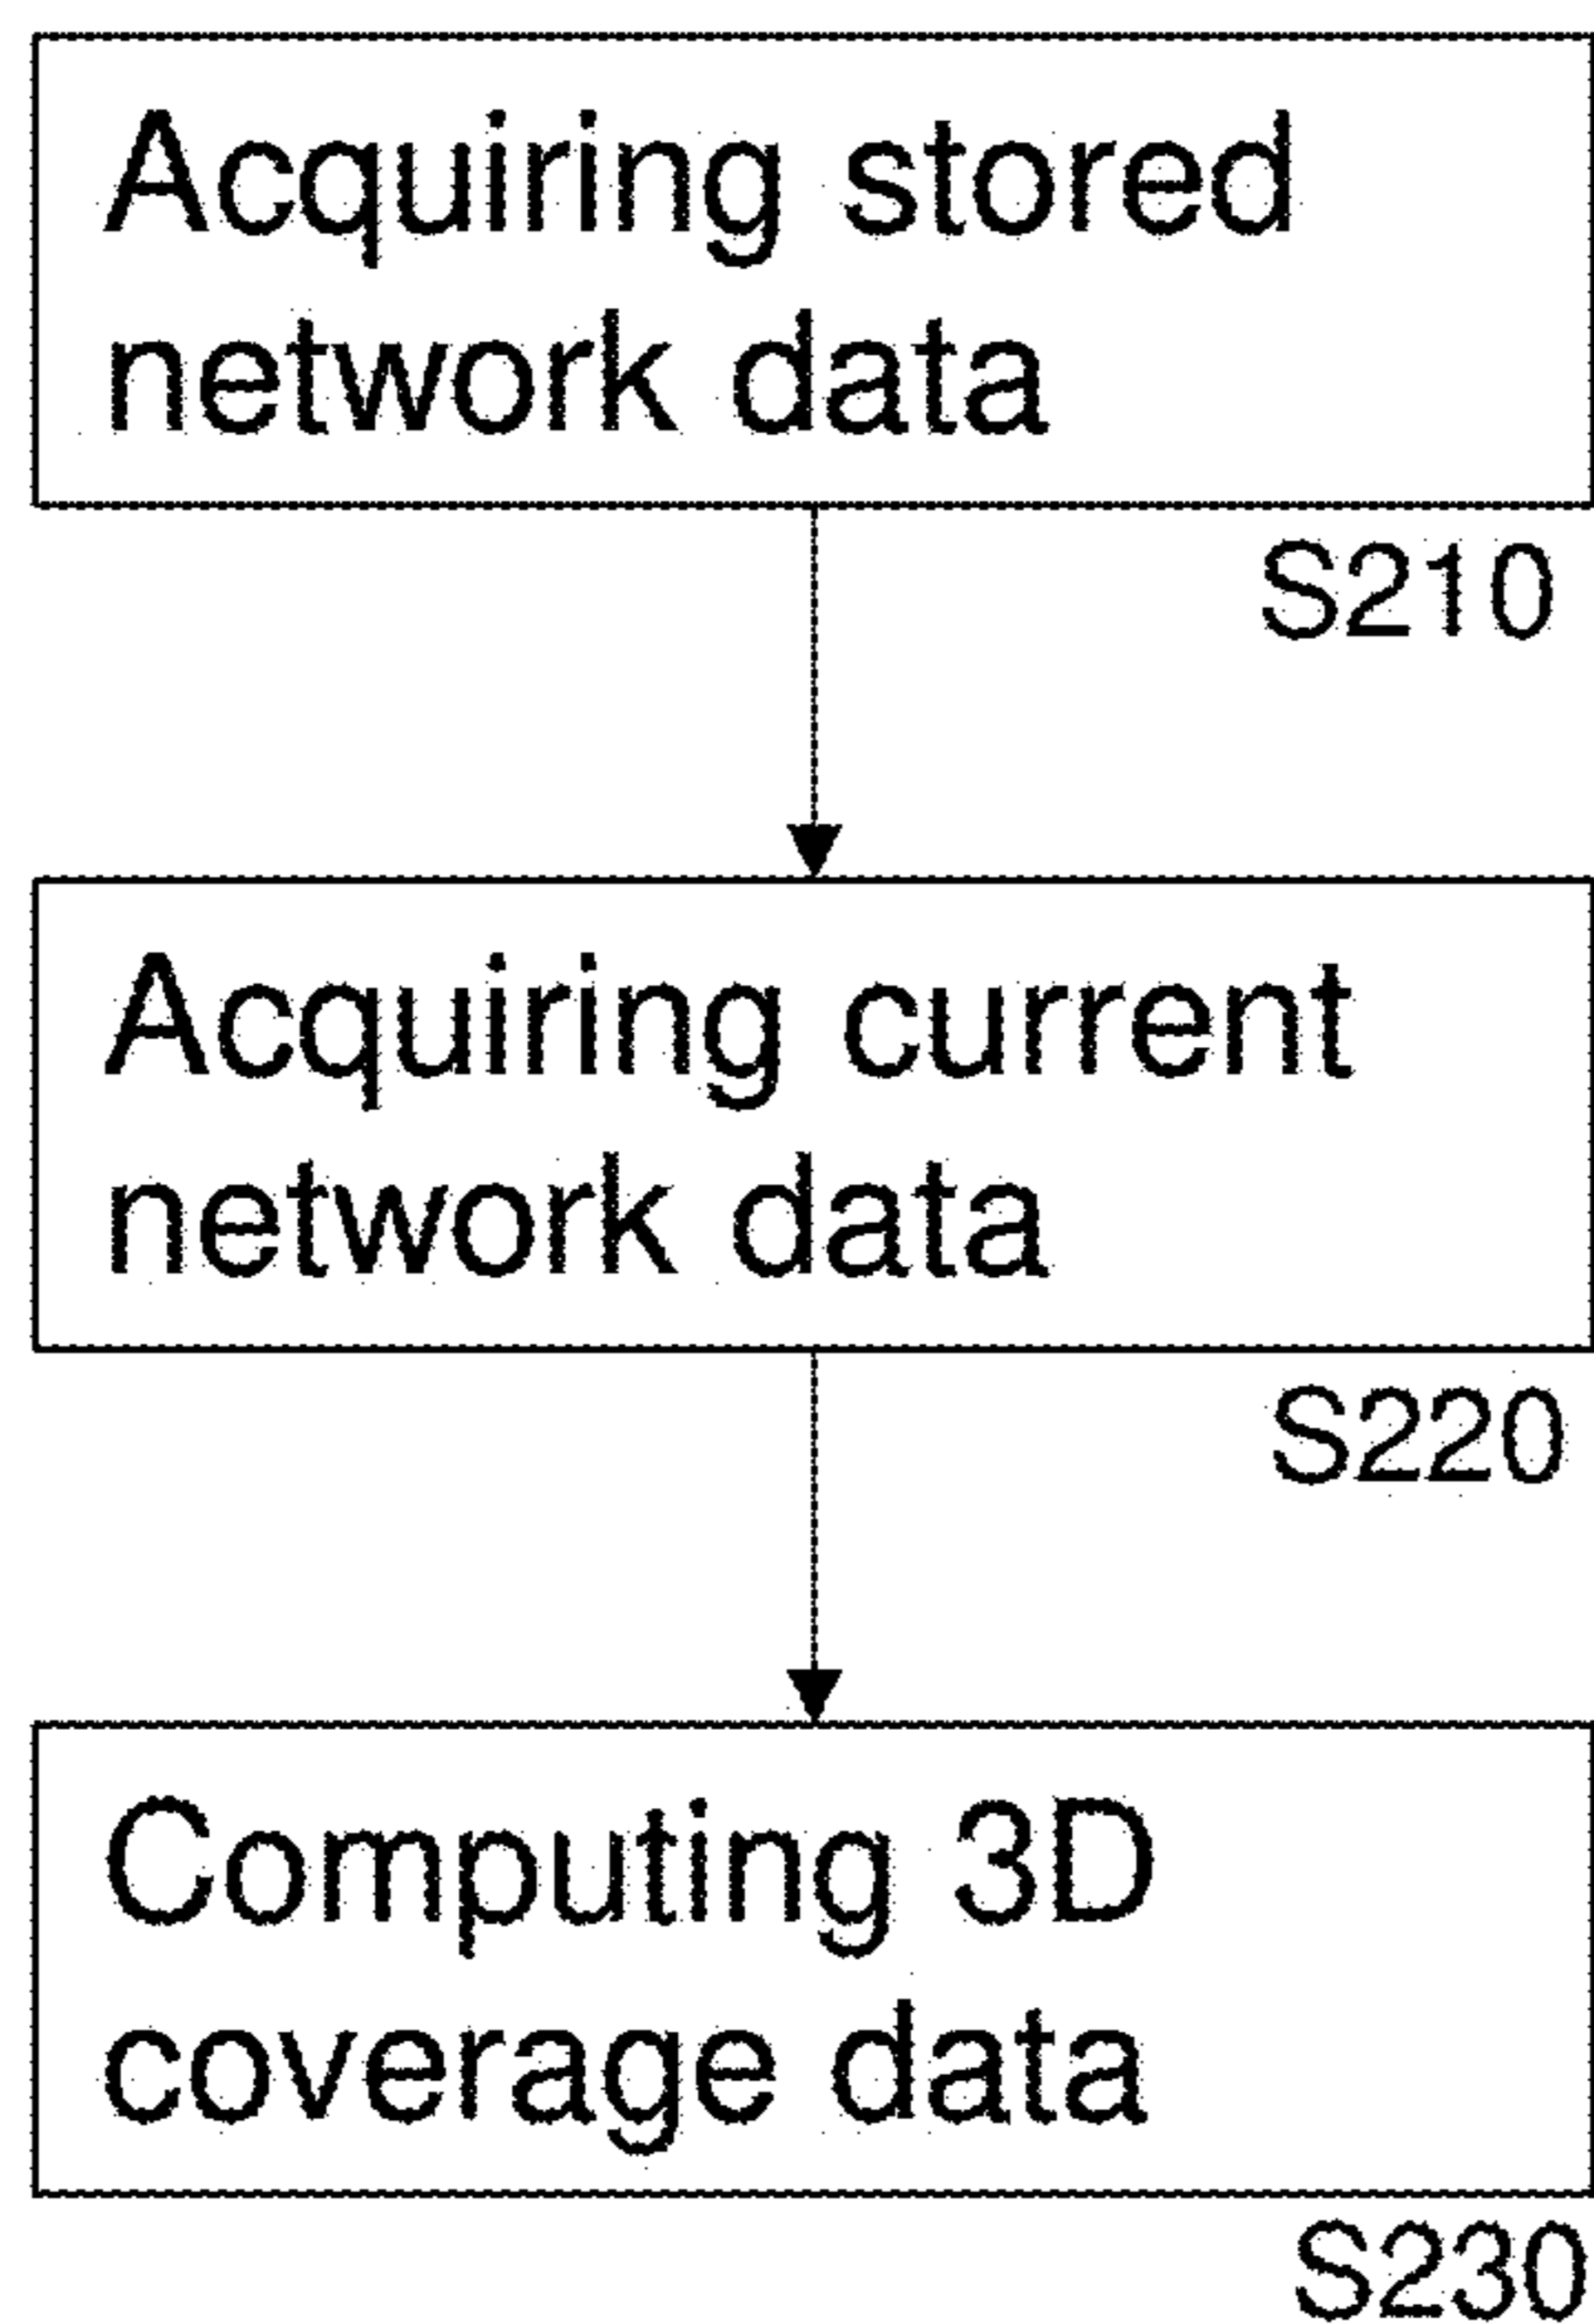 Acquiring stored
network data
S210
Acquiring current
network data
S220
Computing 3D
coverage data
S230